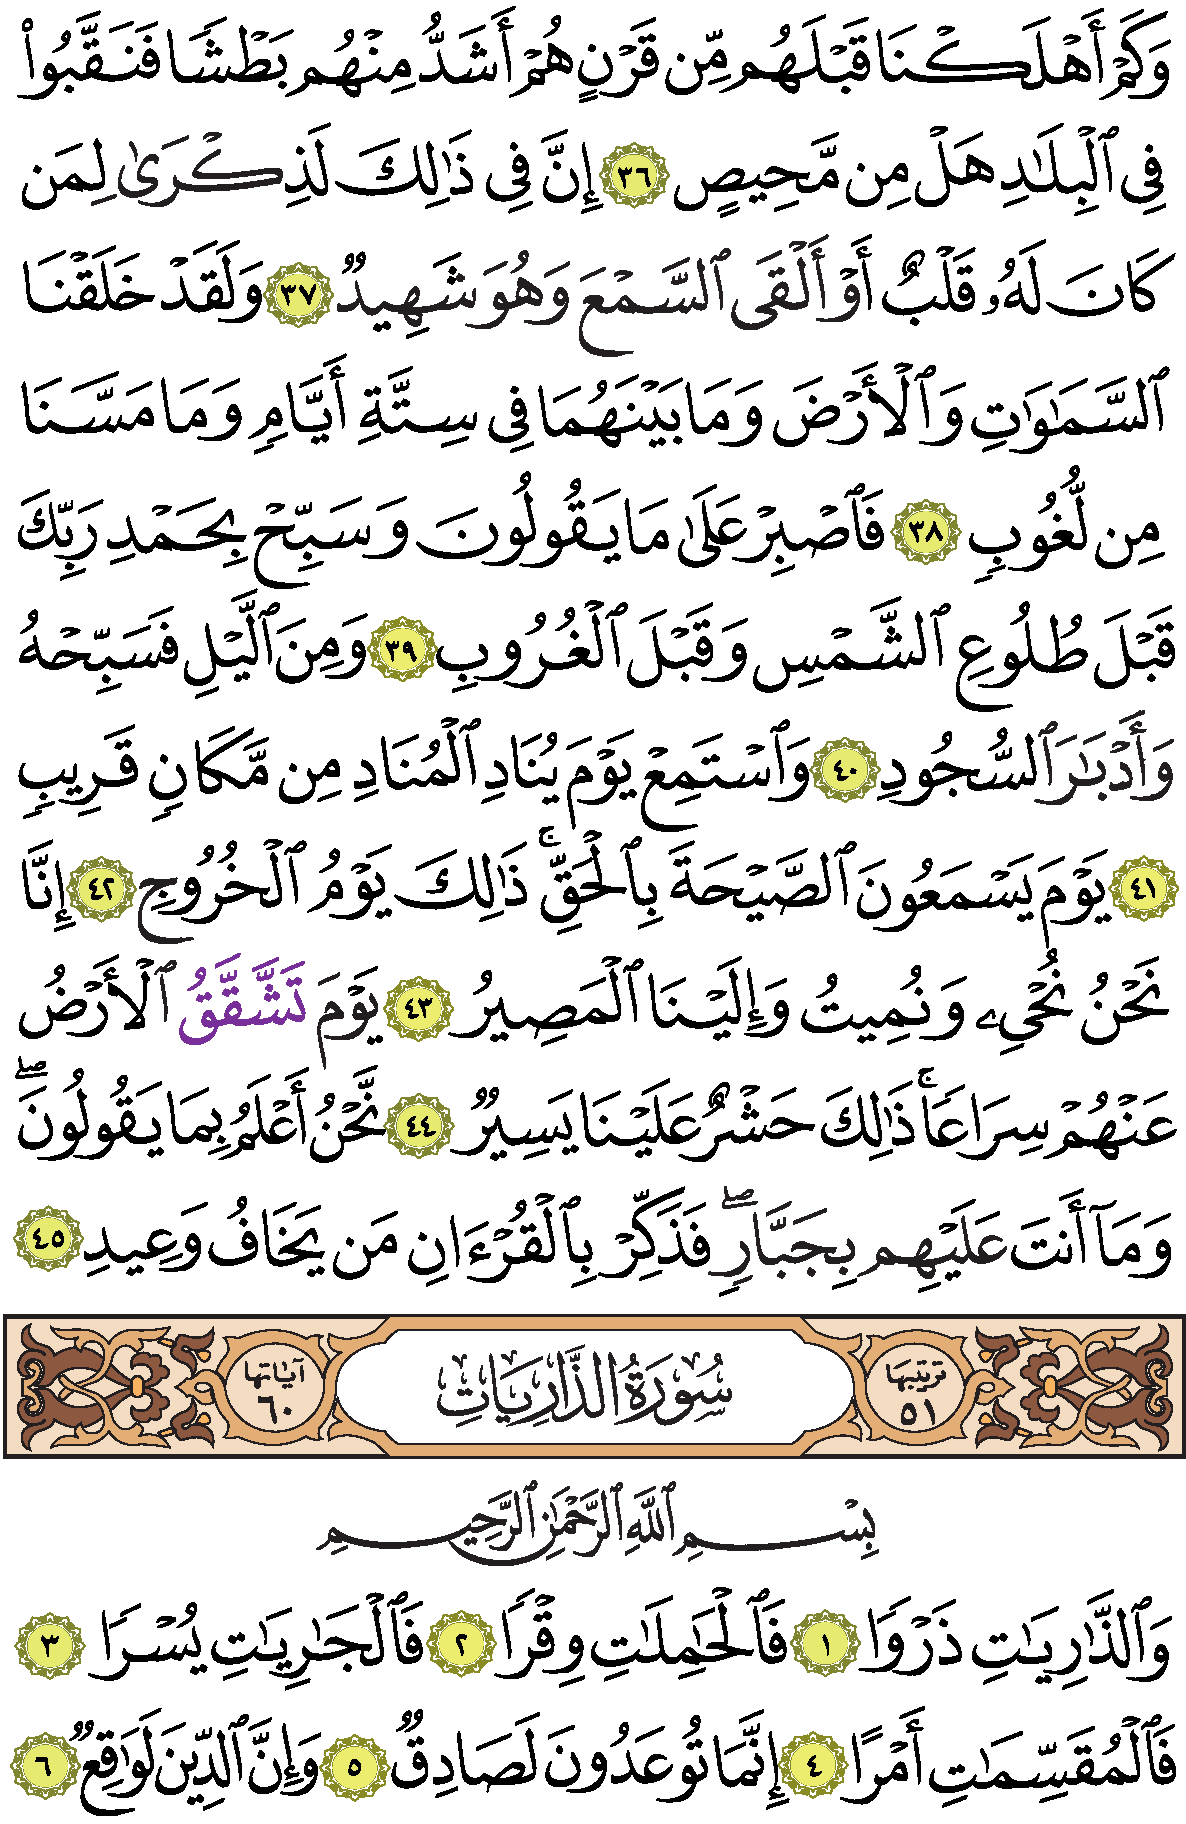 وَكَمْ أَهْلَكْنَا قَبْلَهُم مِّن قَرْنٍ هُمْ أَشَدُّ مِنْهُم بَطْشًا فَنَقَّبُوا۟
فِى ٱلْبِلَـٰدِ هَلْ مِن مَّحِيصٍ ٣٦ إِنَّ فِى ذَٰلِكَ لَذِكْرَىٰ لِمَن
كَانَ لَهُۥ قَلْبٌ أَوْ أَلْقَى ٱلسَّمْعَ وَهُوَ شَهِيدٌ ٣٧ وَلَقَدْ خَلَقْنَا
ٱلسَّمَـٰوَٰتِ وَٱلْأَرْضَ وَمَا بَيْنَهُمَا فِى سِتَّةِ أَيَّامٍ وَمَا مَسَّنَا
مِن لُّغُوبٍ ٣٨ فَٱصْبِرْ عَلَىٰ مَا يَقُولُونَ وَسَبِّحْ بِحَمْدِ رَبِّكَ
قَبْلَ طُلُوعِ ٱلشَّمْسِ وَقَبْلَ ٱلْغُرُوبِ ٣٩ وَمِنَ ٱلَّيْلِ فَسَبِّحْهُ
وَأَدْبَـٰرَ ٱلسُّجُودِ ٤٠ وَٱسْتَمِعْ يَوْمَ يُنَادِ ٱلْمُنَادِ مِن مَّكَانٍ قَرِيبٍ
٤١ يَوْمَ يَسْمَعُونَ ٱلصَّيْحَةَ بِٱلْحَقِّ ۚ ذَٰلِكَ يَوْمُ ٱلْخُرُوجِ ٤٢ إِنَّا
نَحْنُ نُحْىِۦ وَنُمِيتُ وَإِلَيْنَا ٱلْمَصِيرُ ٤٣ يَوْمَ تَشَّقَّقُ ٱلْأَرْضُ
عَنْهُمْ سِرَاعًا ۚ ذَٰلِكَ حَشْرٌ عَلَيْنَا يَسِيرٌ ٤٤ نَّحْنُ أَعْلَمُ بِمَا يَقُولُونَ ۖ
وَمَآ أَنتَ عَلَيْهِم بِجَبَّارٍ ۖ فَذَكِّرْ بِٱلْقُرْءَانِ مَن يَخَافُ وَعِيدِ ٤٥
ترتيبها ٥١ سُورَةُ الذَّارِيَاتِ آياتها ٦٠
بِسْمِ ٱللَّهِ ٱلرَّحْمَـٰنِ ٱلرَّحِيمِ
وَٱلذَّٰرِيَـٰتِ ذَرْوًا ١ فَٱلْحَـٰمِلَـٰتِ وِقْرًا ٢ فَٱلْجَـٰرِيَـٰتِ يُسْرًا ٣
فَٱلْمُقَسِّمَـٰتِ أَمْرًا ٤ إِنَّمَا تُوعَدُونَ لَصَادِقٌ ٥ وَإِنَّ ٱلدِّينَ لَوَٰقِعٌ ٦